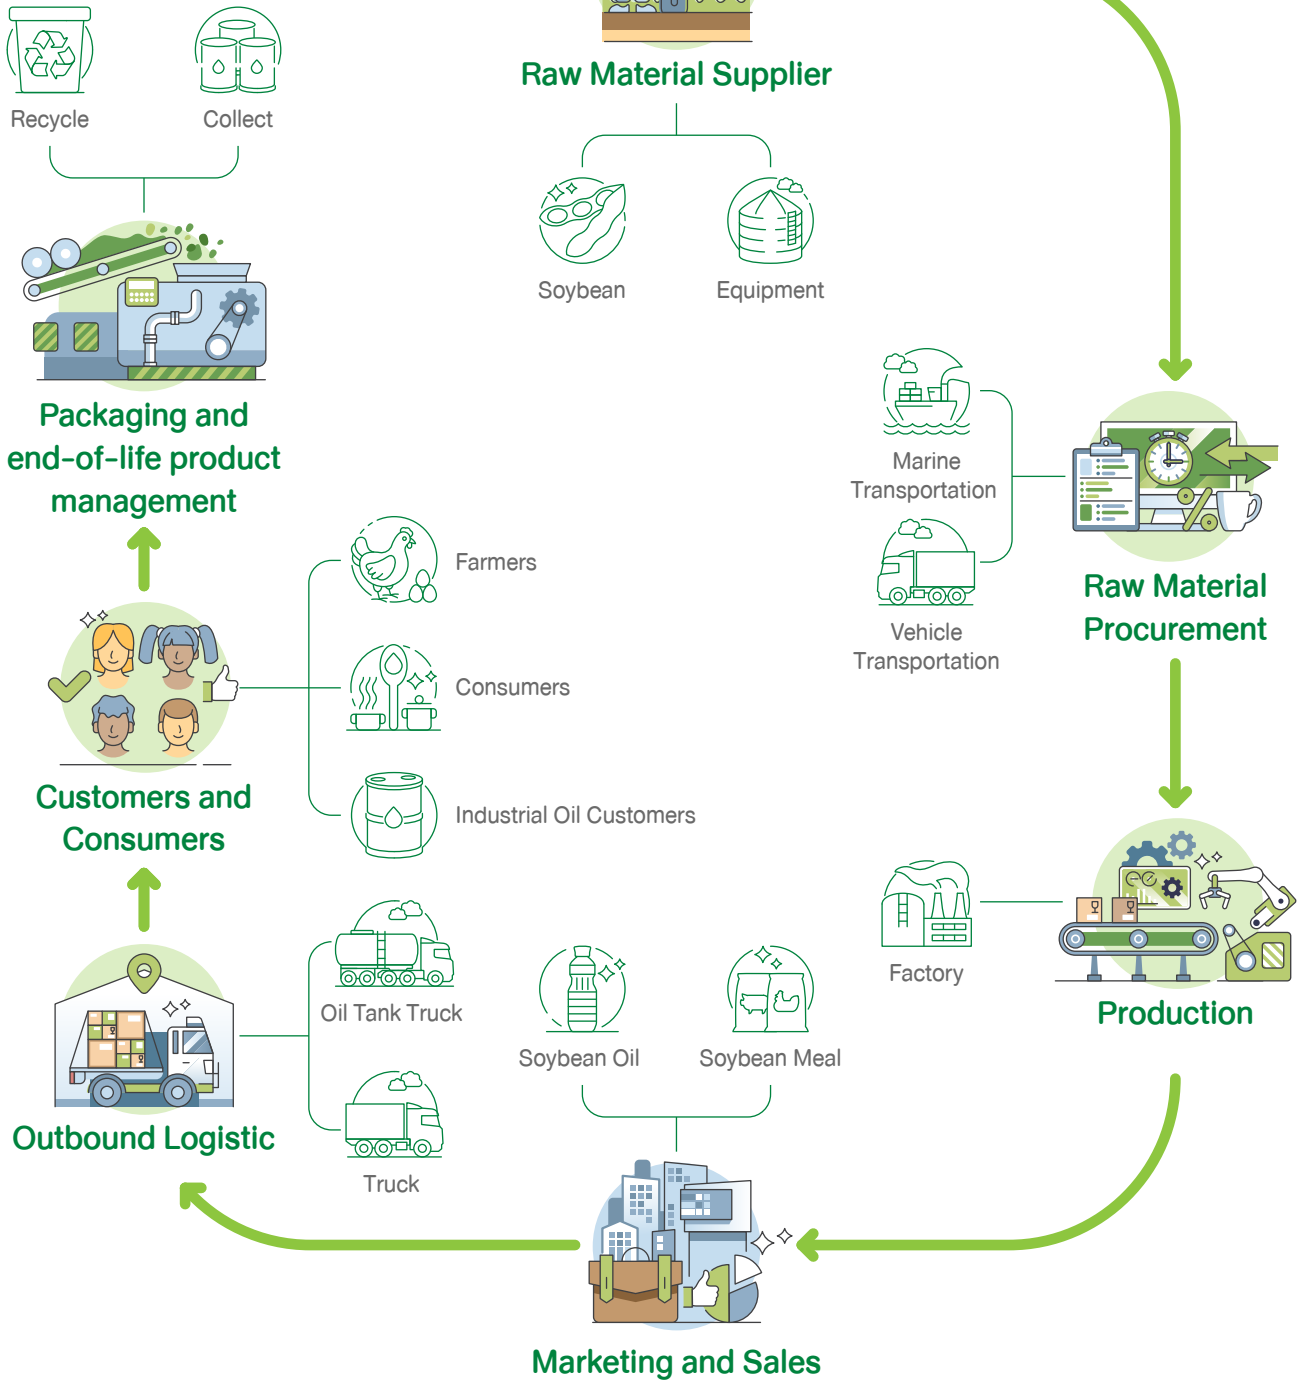 Raw Material Supplier
Recycle
Collect
Soybean
Equipment
Packaging and
end-of-life product
management
Marine
Transportation
Vehicle
Transportation
Raw Material
Procurement
Farmers
Consumers
Industrial Oil Customers
Customers and
Consumers
Factory
Production
Oil Tank Truck
Truck
Outbound Logistic
Soybean Oil
Soybean Meal
Marketing and Sales